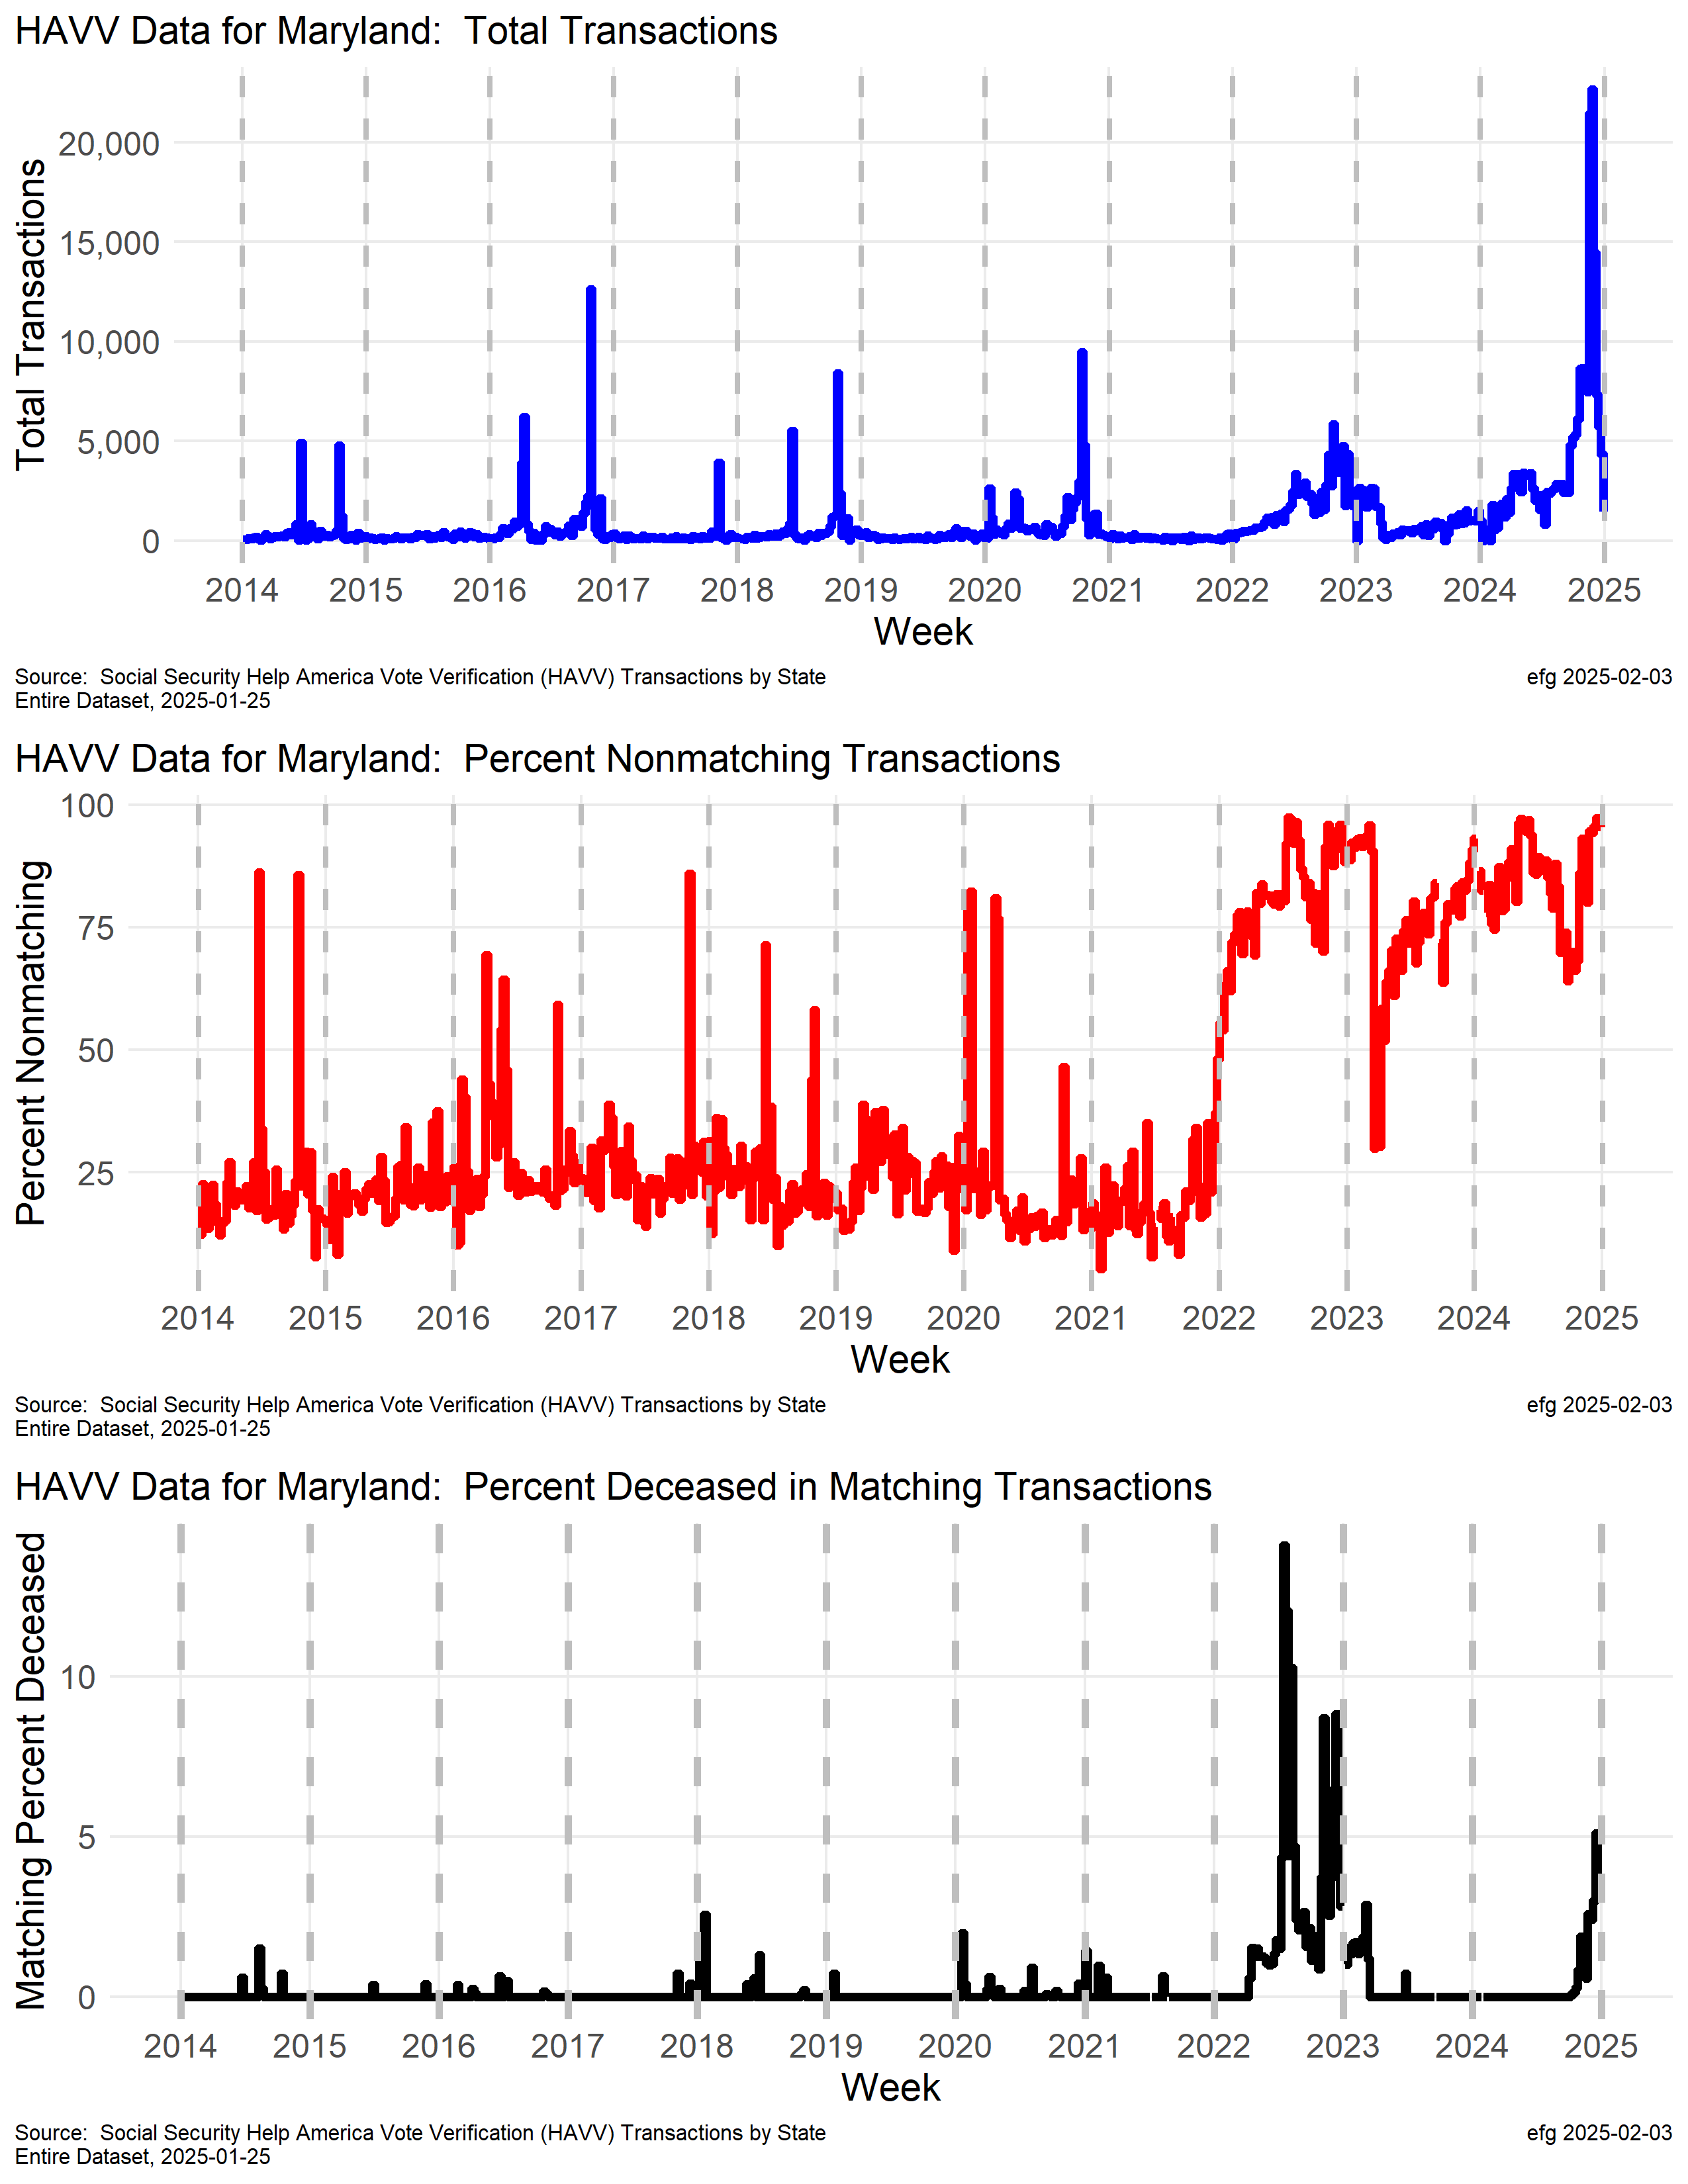 HAVV Data for Maryland:  Total Transactions
Total Transactions
20,000
15,000
10,000
5,000
0
2014 2015 2016 2017 2018 2019 2020 2021 2022 2023 2024 2025
Week
Source:  Social Security Help America Vote Verification (HAVV) Transactions by State
Entire Dataset, 2025-01-25
efg 2025-02-03
HAVV Data for Maryland:  Percent Nonmatching Transactions
Percent Nonmatching
100
75
50
25
2014 2015 2016 2017 2018 2019 2020 2021 2022 2023 2024 2025
Week
Source:  Social Security Help America Vote Verification (HAVV) Transactions by State
Entire Dataset, 2025-01-25
efg 2025-02-03
HAVV Data for Maryland:  Percent Deceased in Matching Transactions
Matching Percent Deceased
10
5
0
2014 2015 2016 2017 2018 2019 2020 2021 2022 2023 2024 2025
Week
Source:  Social Security Help America Vote Verification (HAVV) Transactions by State
Entire Dataset, 2025-01-25
efg 2025-02-03